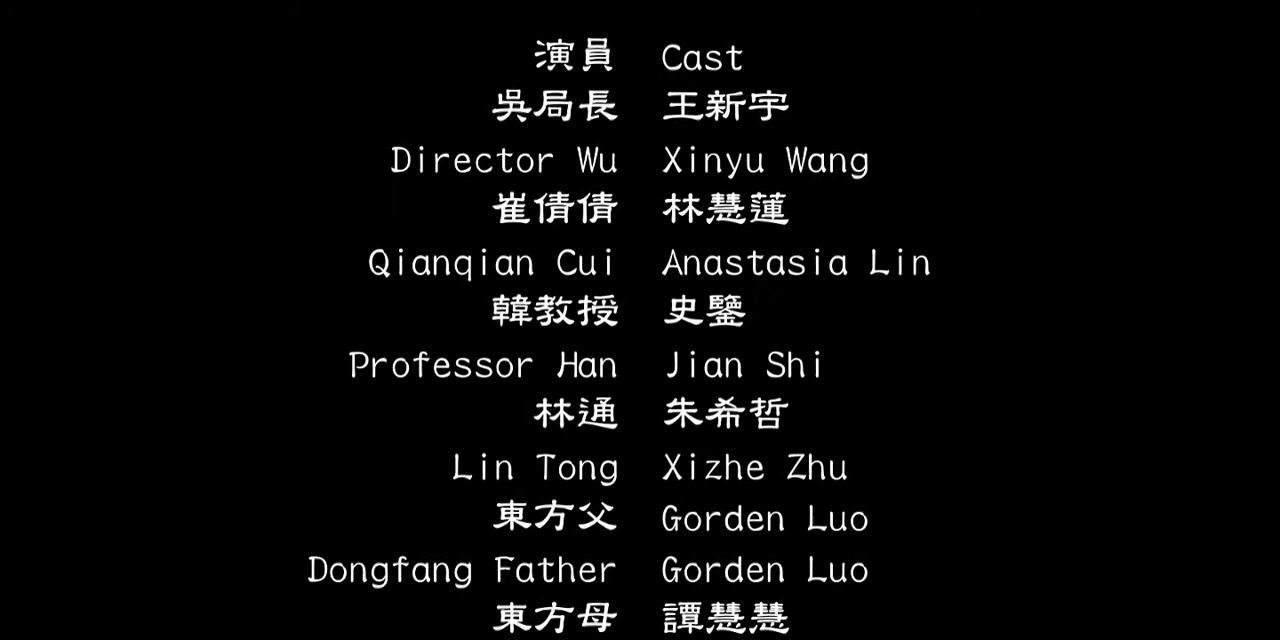 演員 Cast
吳局長 王新宇
Director Wu Xinyu Wang
崔倩倩 林慧蓮
Qianqian Cui Anastasia Lin
韓教授 史鑒
Professor Han Jian Shi
林通 朱希哲
Lin Tong Xizhe Zhu
東方父 Gorden Luo
Dongfang Father Gorden Luo
東方母 譚慧慧